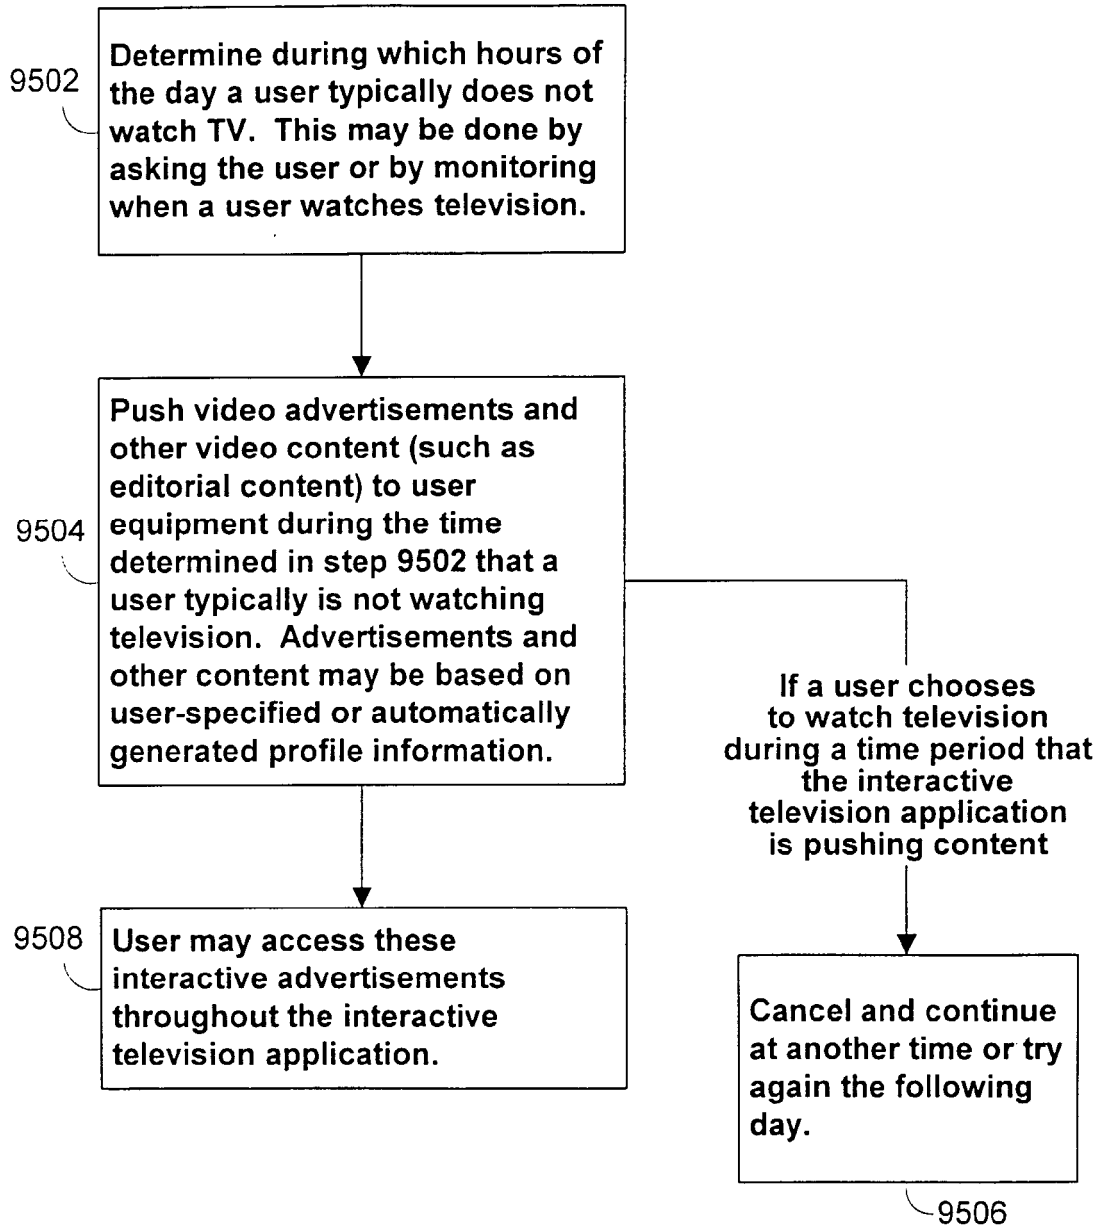 9502
Determine during which hours of
the day a user typically does not
watch TV. This may be done by
asking the user or by monitoring
when a user watches television.
9504
Push video advertisements and
other video content (such as
editorial content) to user
equipment during the time
determined in step 9502 that a
user typically is not watching
television. Advertisements and
other content may be based on
user-specified or automatically
generated profile information.
If a user chooses
to watch television
during a time period that
the interactive
television application
is pushing content
9508
User may access these
interactive advertisements
throughout the interactive
television application.
Cancel and continue
at another time or try
again the following
day.
9506